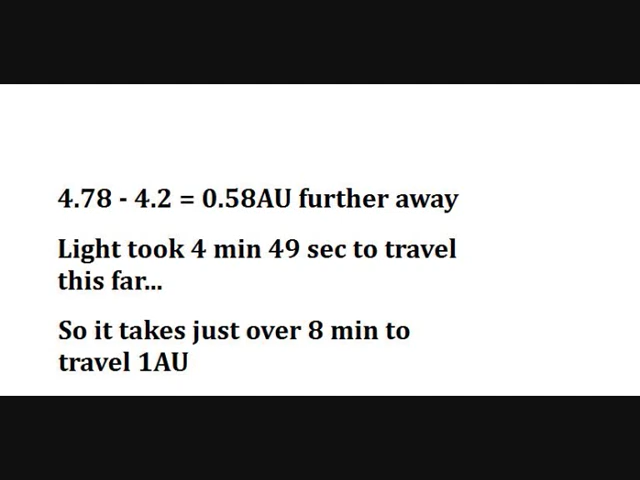 4.78 - 4.2 = 0.58AU further away
Light took 4 min 49 sec to travel
this far...
So it takes just over 8 min to
travel 1AU